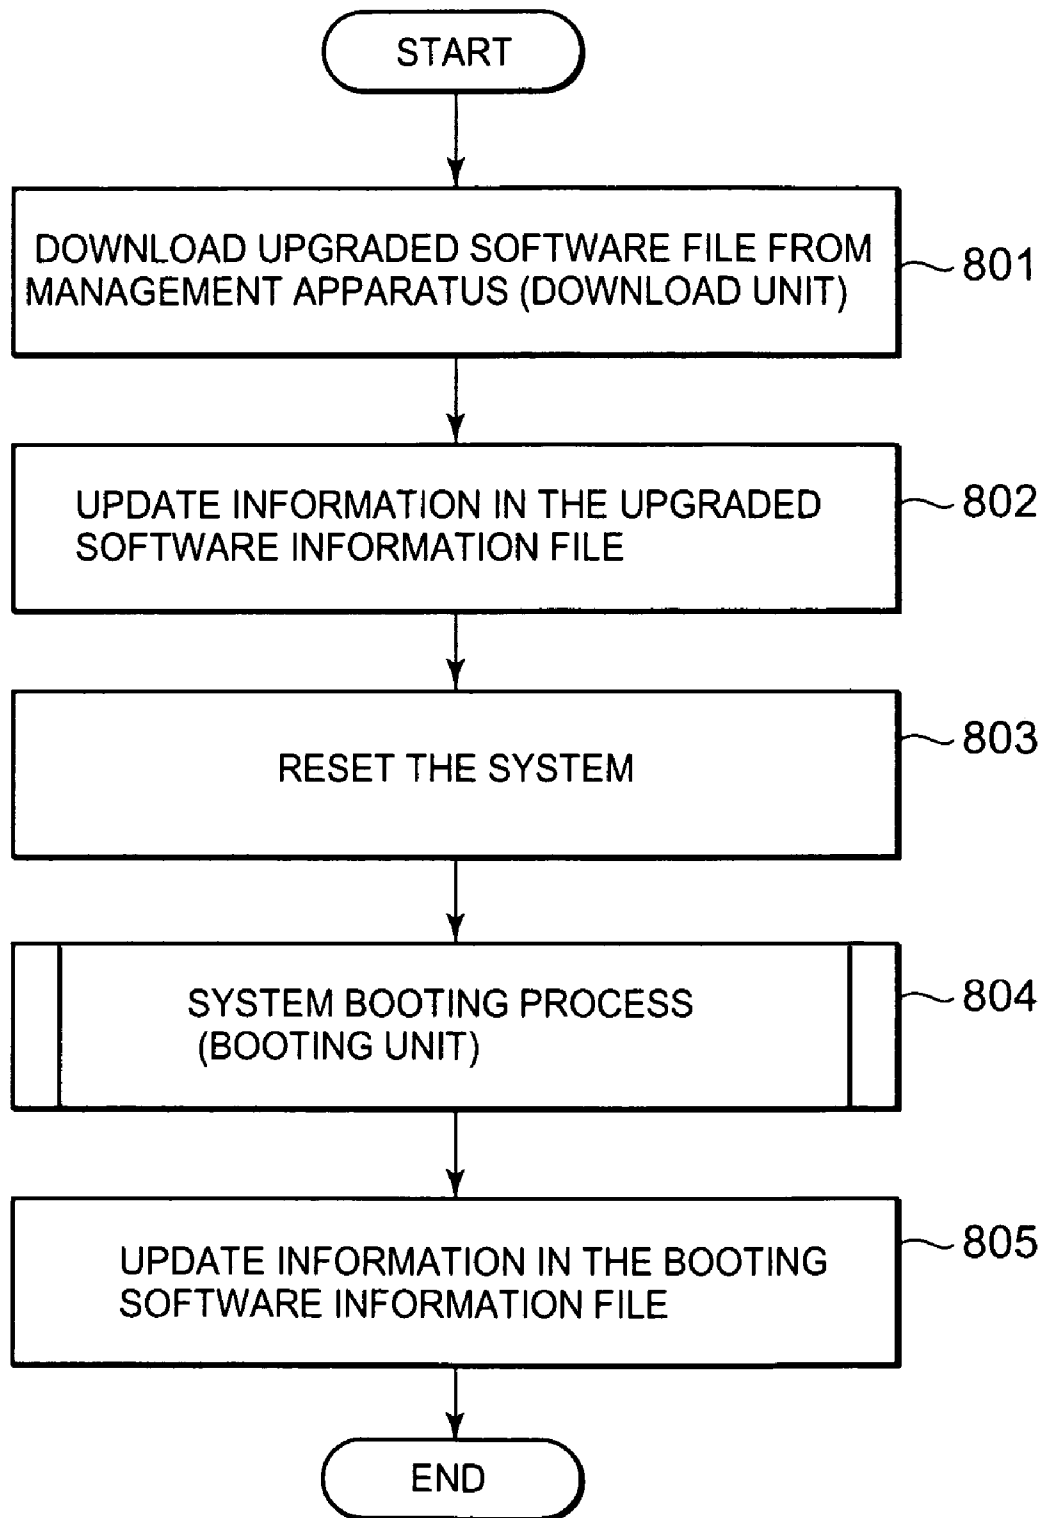 START
DOWNLOAD UPGRADED SOFTWARE FILE FROM
MANAGEMENT APPARATUS (DOWNLOAD UNIT)
801
UPDATE INFORMATION IN THE UPGRADED
SOFTWARE INFORMATION FILE
802
RESET THE SYSTEM
803
SYSTEM BOOTING PROCESS
(BOOTING UNIT)
804
UPDATE INFORMATION IN THE BOOTING
SOFTWARE INFORMATION FILE
805
END